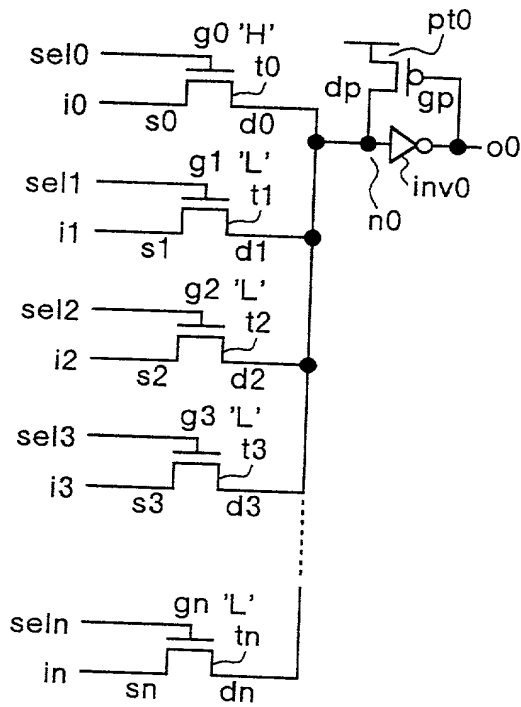 g0 'H'
pt0
sel0
t0
dp
gp
i0
s0
d0
o0
g1 'L'
inv0
sel1
t1
n0
i1
s1
d1
g2 'L'
sel2
t2
i2
s2
d2
g3 'L'
sel3
t3
i3
s3
d3
gn 'L'
seln
tn
in
sn
dn